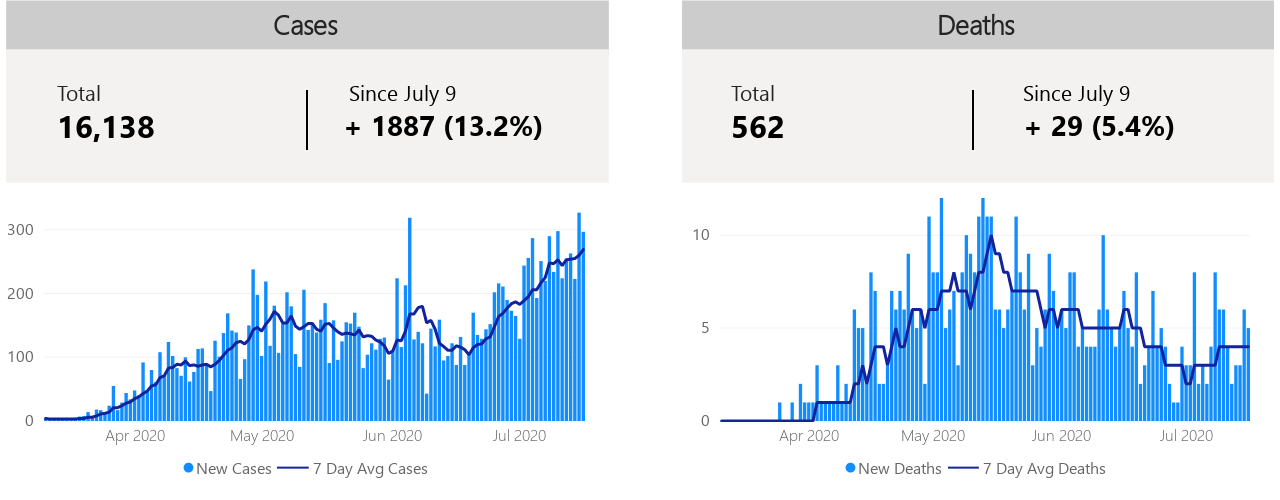 Cases
Total
16,138
Since July 9
+ 1887 (13.2%)
300
200
100
0
Apr 2020 May 2020 Jun 2020 Jul 2020
New Cases 7 Day Avg Cases
Deaths
Total
562
Since July 9
+ 29 (5.4%)
10
5
0
Apr 2020 May 2020 Jun 2020 Jul 2020
New Deaths 7 Day Avg Deaths